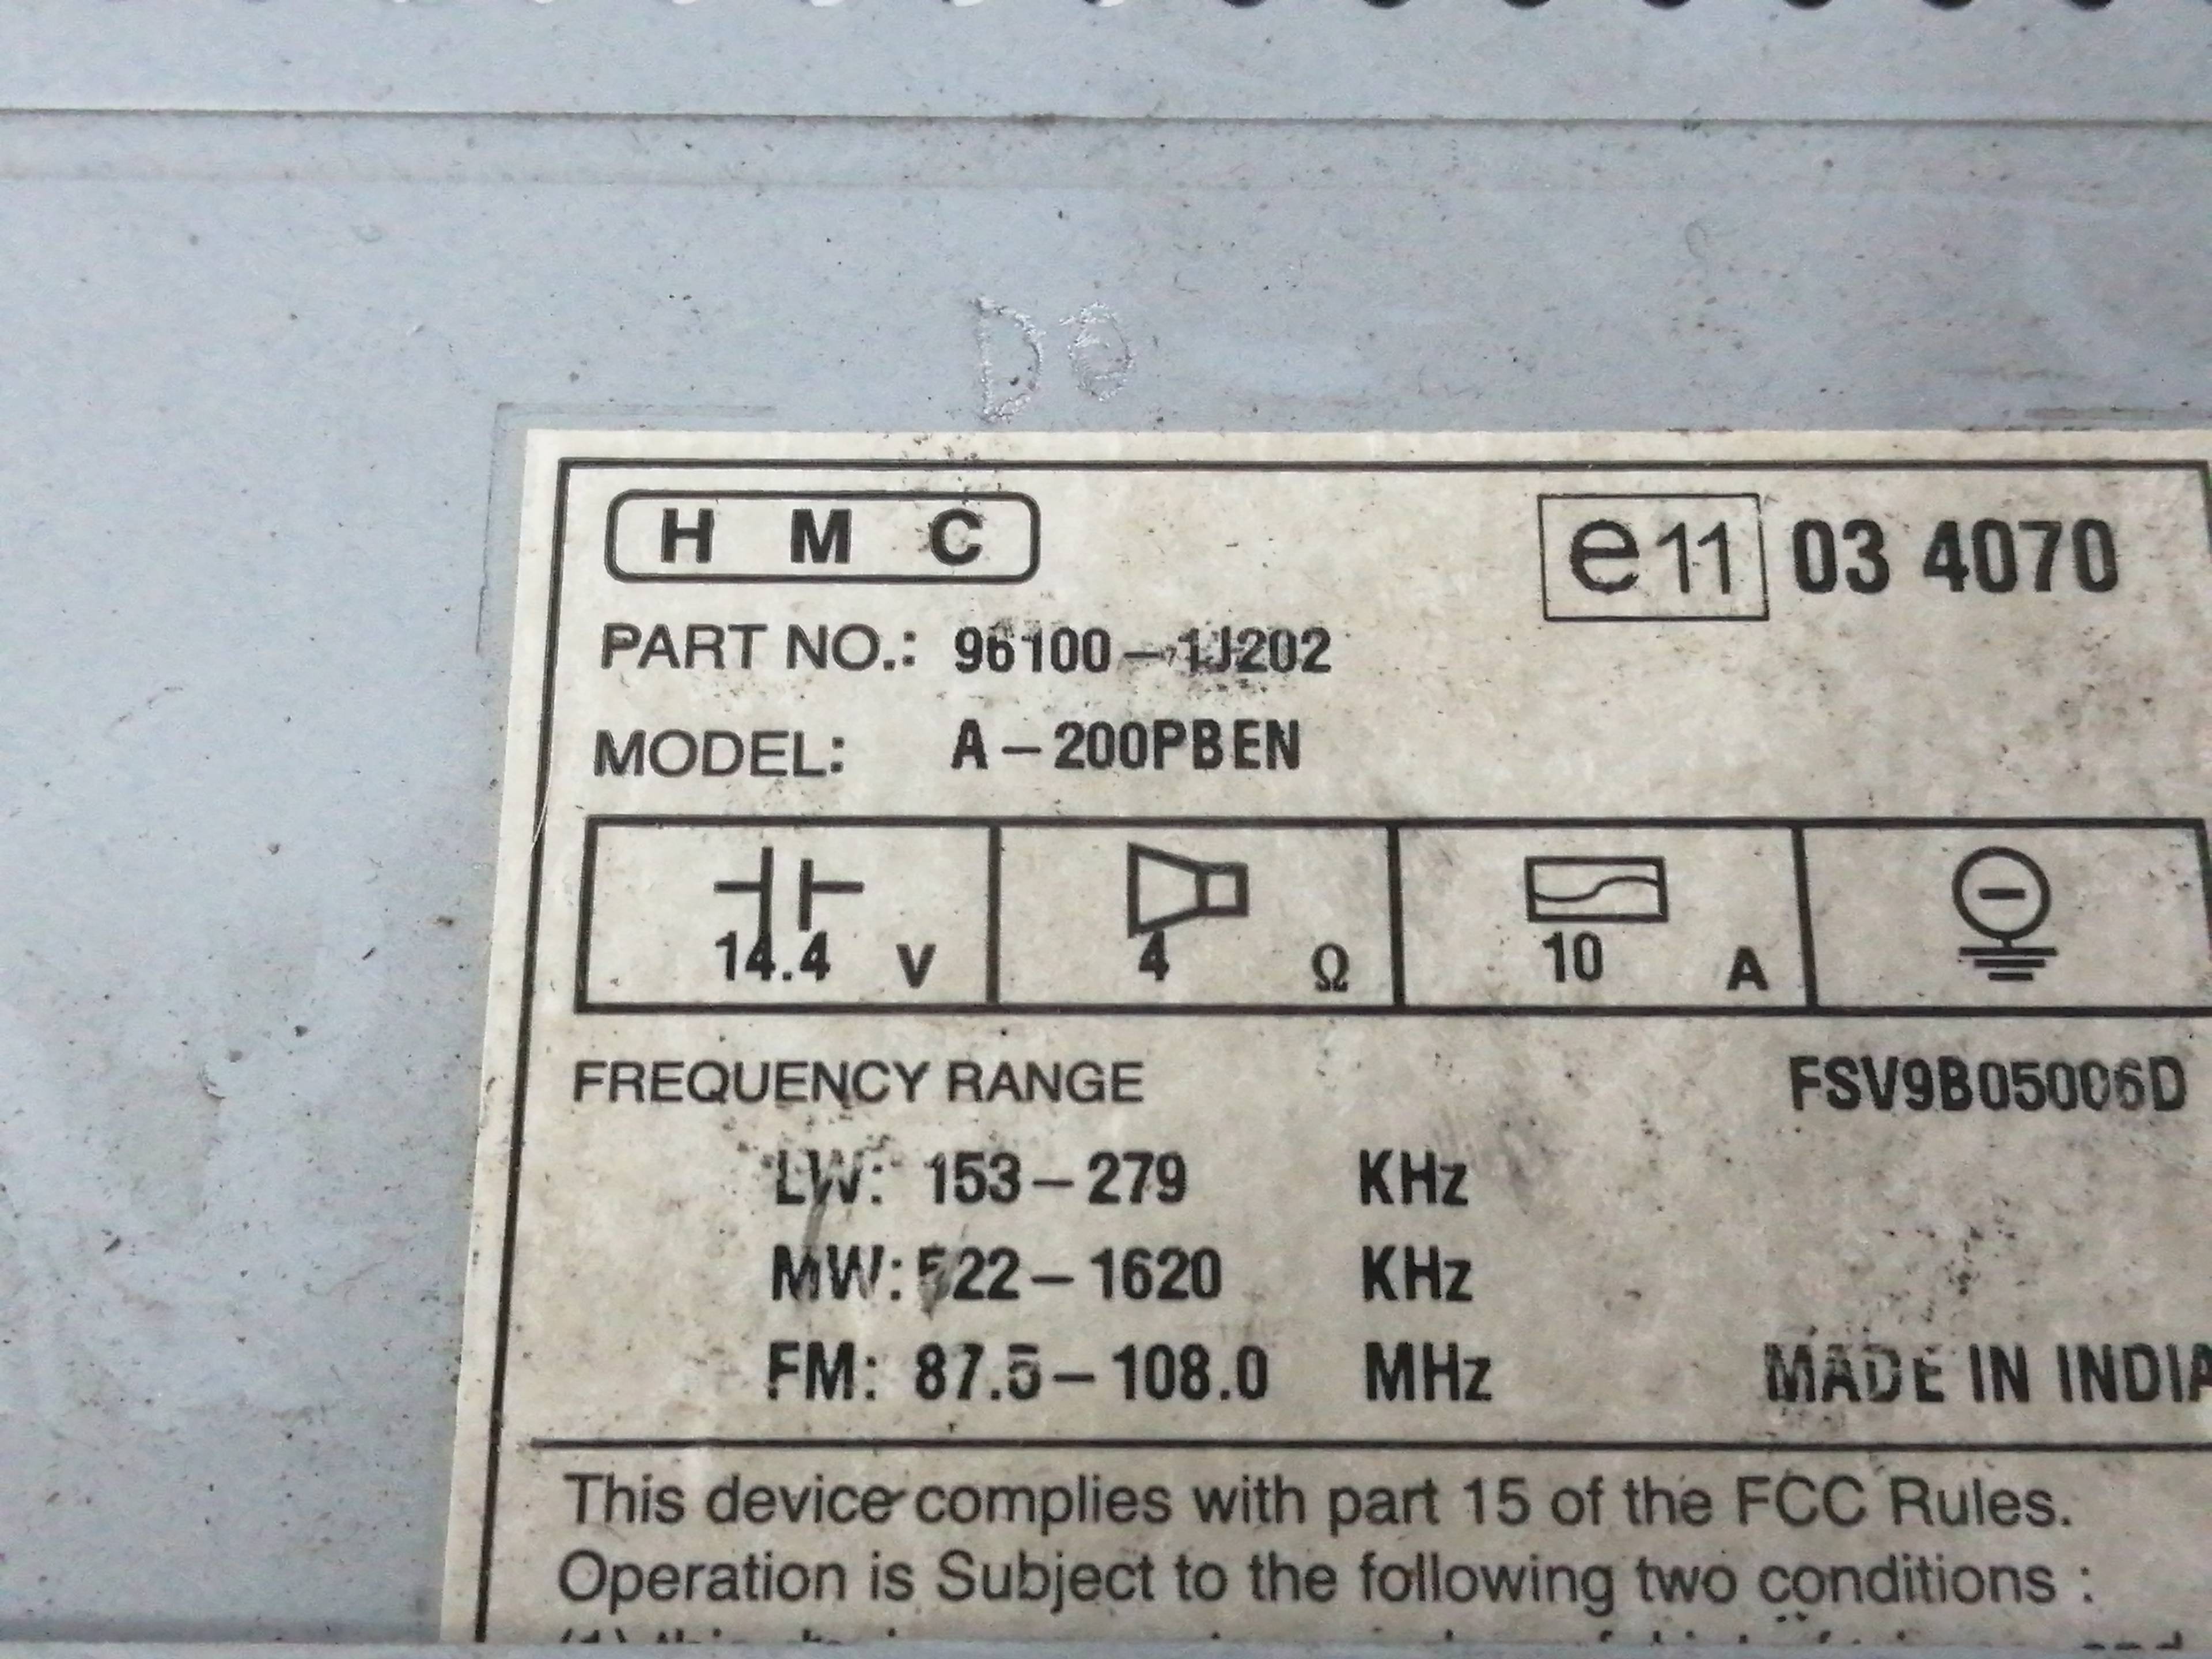 D0
H M C
e11 03 4070
PART NO.: 96100-1J202
MODEL: A-200PBEN
14.4 V 4 Ω 10 A
FREQUENCY RANGE FSV9B05006D
LW: 153-279 KHz
MW: 522-1620 KHz
FM: 87.5-108.0 MHz MADE IN INDIA
This device complies with part 15 of the FCC Rules.
Operation is Subject to the following two conditions :